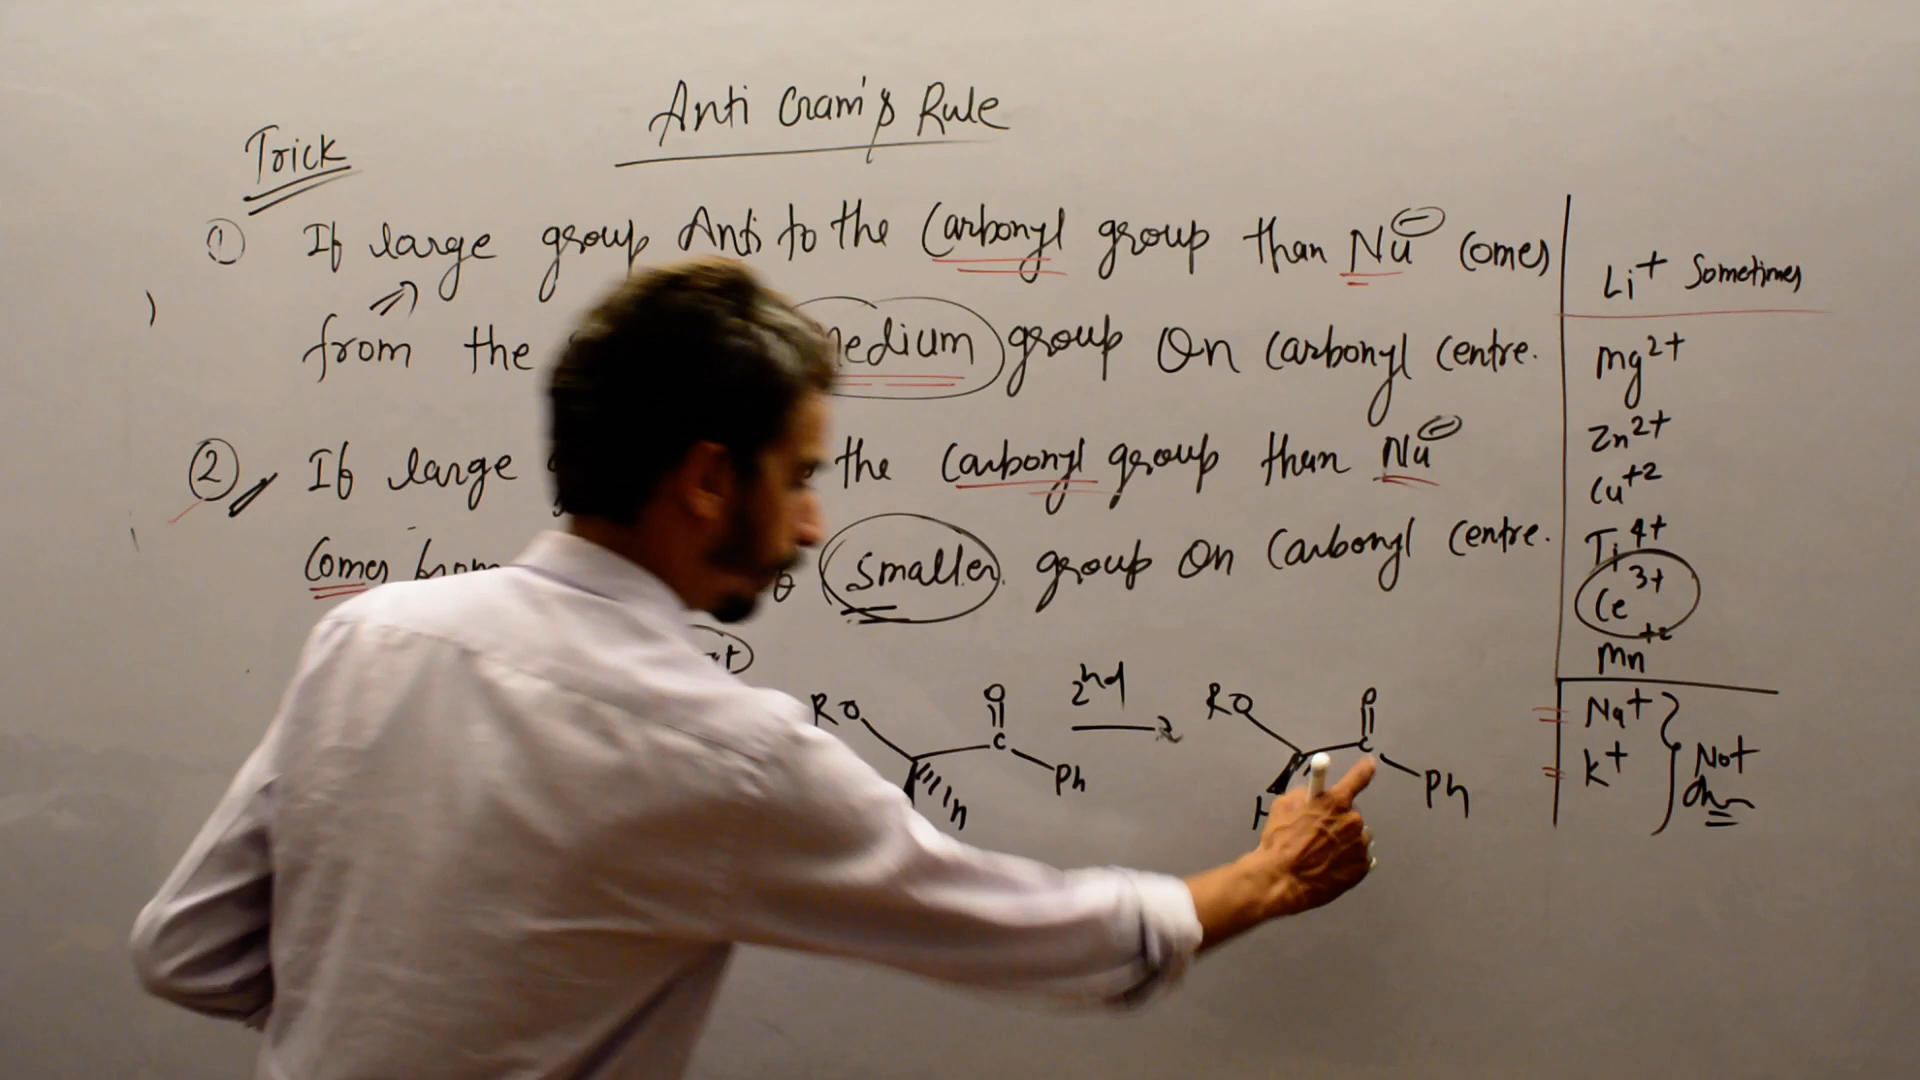 Anti Cram's Rule
Trick
① If large group Anti to the Carbonyl group than Nu⊖ Comes
from the medium group On Carbonyl Centre.
② If large the Carbonyl group than Nu⊖
Comes from Smaller group On Carbonyl Centre.
RO O C Ph H
2nd
RO O C Ph
Li+ Sometimes
Mg2+
Zn2+
Cu+2
Ti4+
Ce3+
Mn+2
Na+
K+
Not